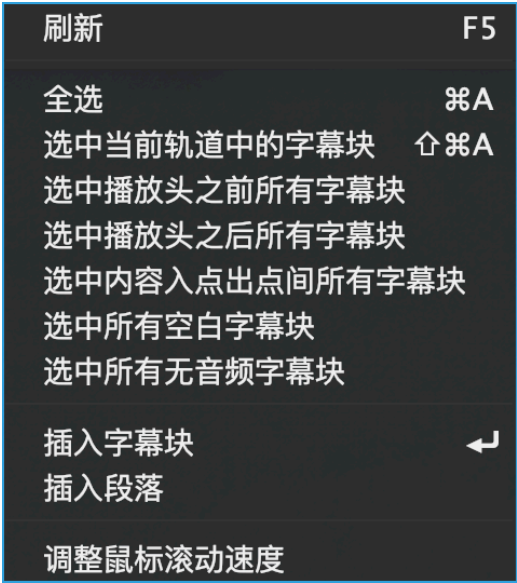 刷新 F5
全选 ⌘A
选中当前轨道中的字幕块 ⇧⌘A
选中播放头之前所有字幕块
选中播放头之后所有字幕块
选中内容入点出点间所有字幕块
选中所有空白字幕块
选中所有无音频字幕块
插入字幕块 ↩
插入段落
调整鼠标滚动速度